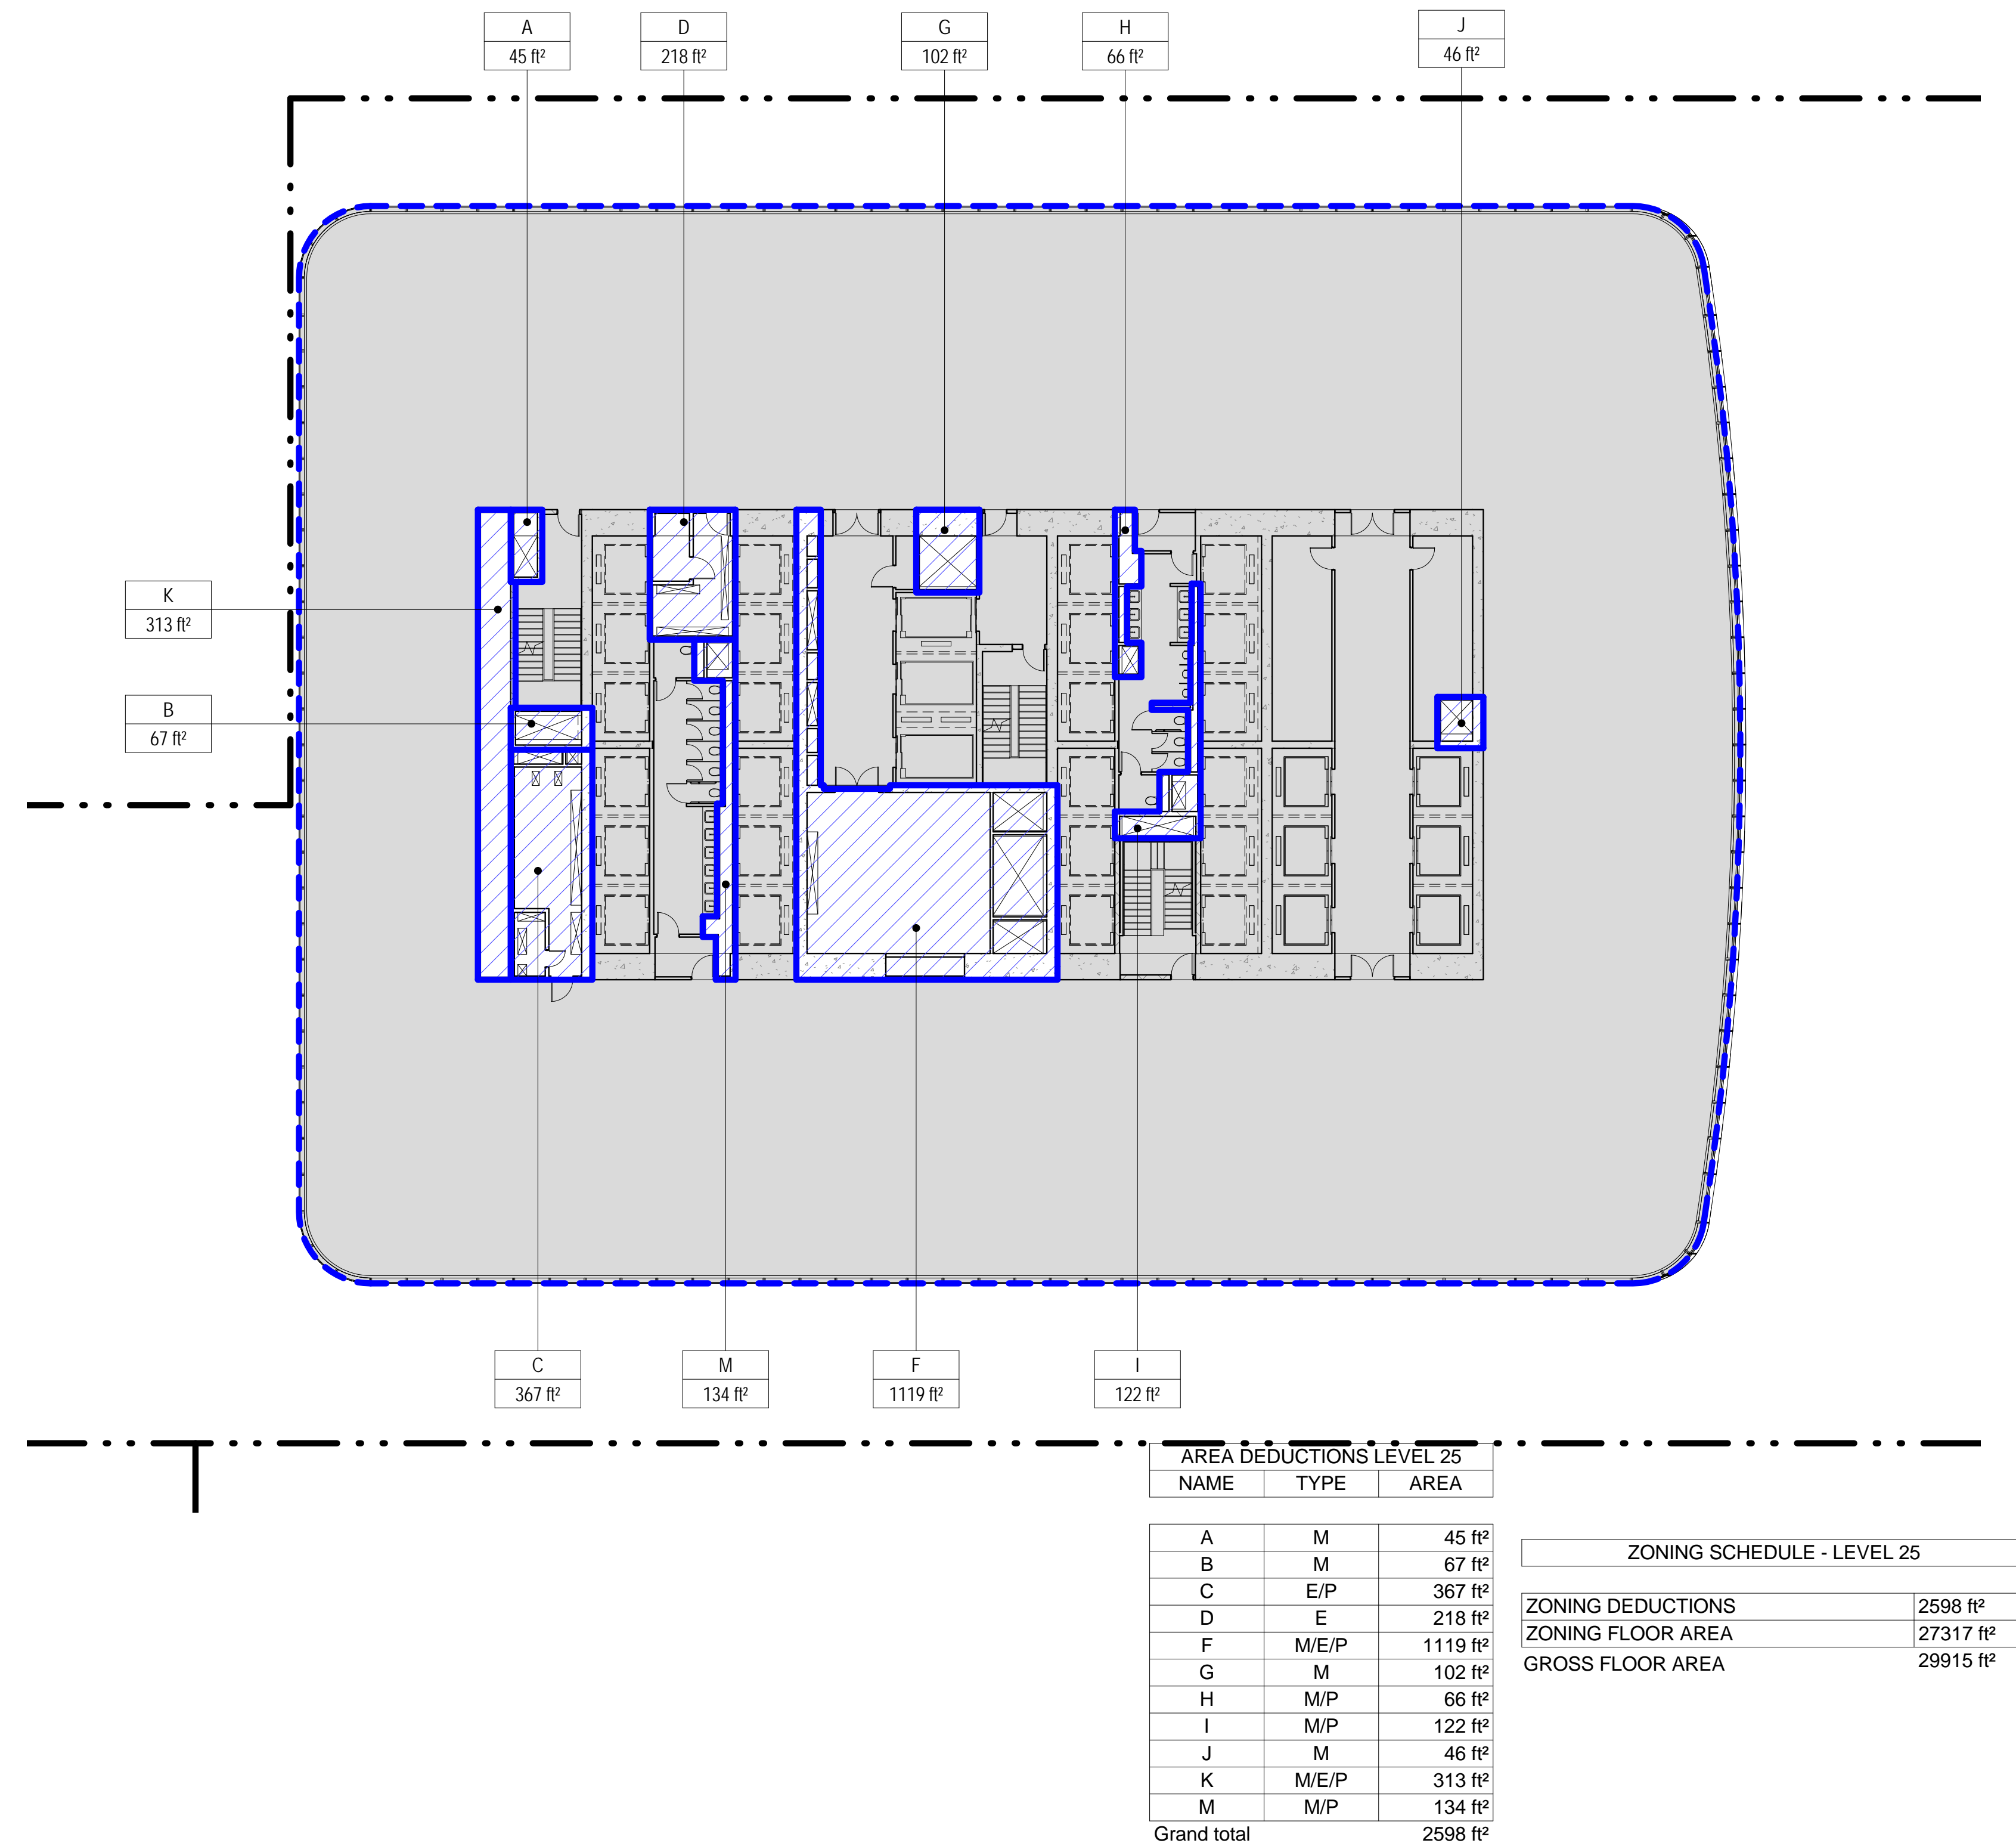 A
45 ft²
D
218 ft²
G
102 ft²
H
66 ft²
J
46 ft²
K
313 ft²
B
67 ft²
C
367 ft²
M
134 ft²
F
1119 ft²
I
122 ft²
AREA DEDUCTIONS LEVEL 25
NAME TYPE AREA
A M 45 ft²
B M 67 ft²
C E/P 367 ft²
D E 218 ft²
F M/E/P 1119 ft²
G M 102 ft²
H M/P 66 ft²
I M/P 122 ft²
J M 46 ft²
K M/E/P 313 ft²
M M/P 134 ft²
Grand total 2598 ft²
ZONING SCHEDULE - LEVEL 25
ZONING DEDUCTIONS 2598 ft²
ZONING FLOOR AREA 27317 ft²
GROSS FLOOR AREA 29915 ft²